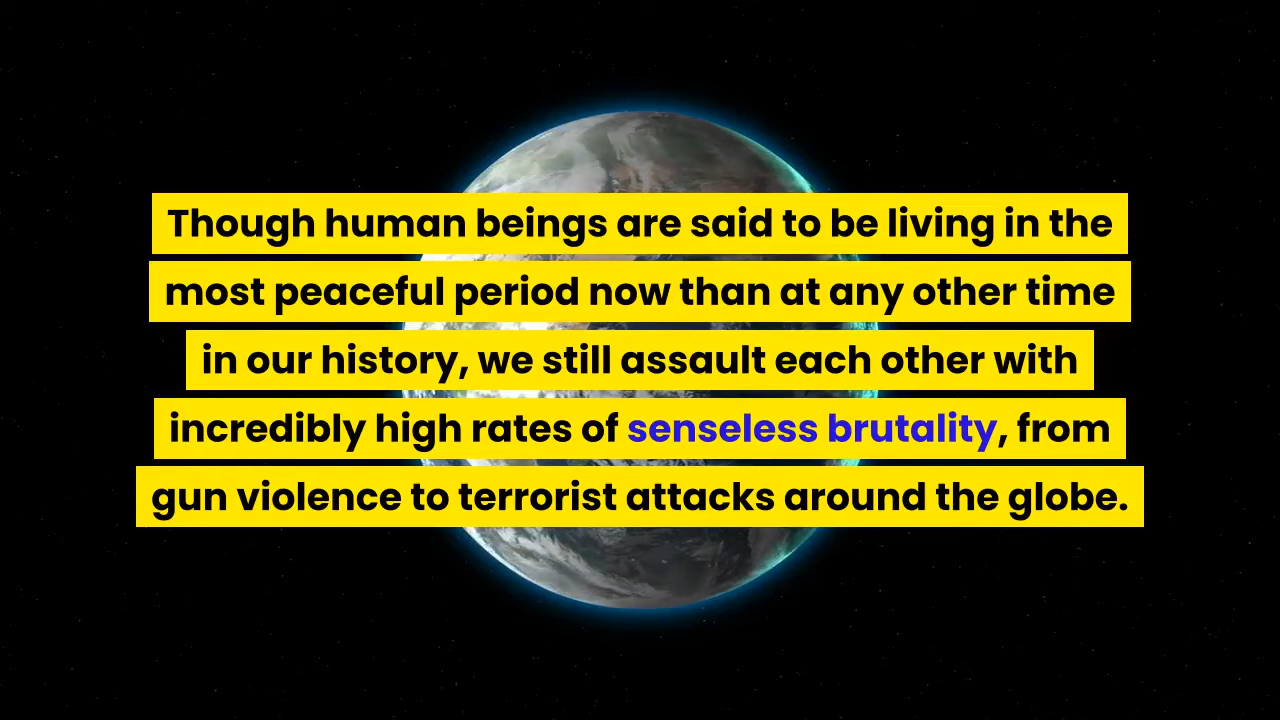 Though human beings are said to be living in the
most peaceful period now than at any other time
in our history, we still assault each other with
incredibly high rates of senseless brutality, from
gun violence to terrorist attacks around the globe.